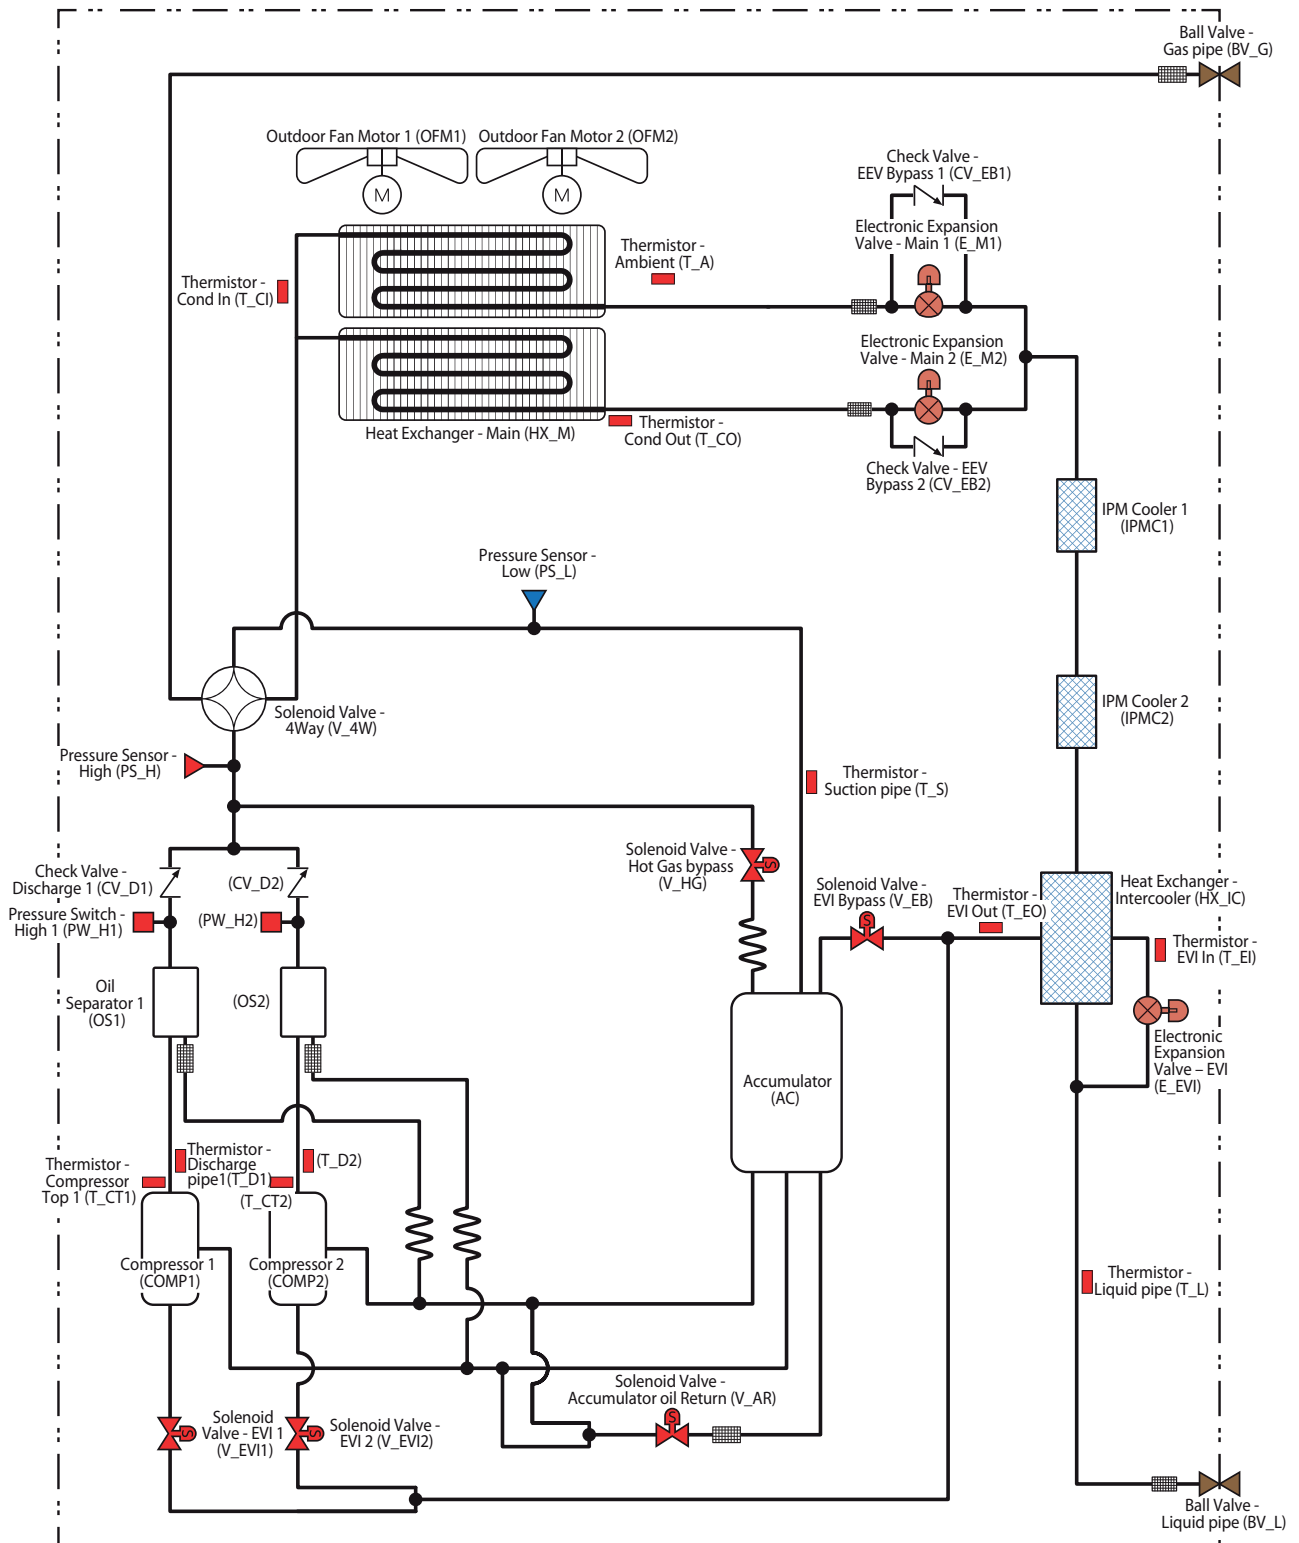 Ball Valve -
Gas pipe (BV_G)
Outdoor Fan Motor 1 (OFM1)
Outdoor Fan Motor 2 (OFM2)
M
M
Check Valve -
EEV Bypass 1 (CV_EB1)
Electronic Expansion
Valve - Main 1 (E_M1)
Thermistor -
Ambient (T_A)
Thermistor -
Cond In (T_CI)
Electronic Expansion
Valve - Main 2 (E_M2)
Heat Exchanger - Main (HX_M)
Thermistor -
Cond Out (T_CO)
Check Valve - EEV
Bypass 2 (CV_EB2)
IPM Cooler 1
(IPMC1)
Pressure Sensor -
Low (PS_L)
IPM Cooler 2
(IPMC2)
Solenoid Valve -
4Way (V_4W)
Pressure Sensor -
High (PS_H)
Thermistor -
Suction pipe (T_S)
Solenoid Valve -
Hot Gas bypass
(V_HG)
S
Check Valve -
Discharge 1 (CV_D1)
(CV_D2)
Pressure Switch -
High 1 (PW_H1)
(PW_H2)
Solenoid Valve -
EVI Bypass (V_EB)
S
Thermistor -
EVI Out (T_EO)
Heat Exchanger -
Intercooler (HX_IC)
Thermistor -
EVI In (T_EI)
Oil
Separator 1
(OS1)
(OS2)
Electronic
Expansion
Valve – EVI
(E_EVI)
Accumulator
(AC)
Thermistor -
Discharge
pipe1(T_D1)
(T_D2)
Thermistor -
Compressor
Top 1 (T_CT1)
(T_CT2)
Compressor 1
(COMP1)
Compressor 2
(COMP2)
Thermistor -
Liquid pipe (T_L)
Solenoid Valve -
Accumulator oil Return (V_AR)
S
Solenoid
Valve - EVI 1
(V_EVI1)
S
Solenoid Valve -
EVI 2 (V_EVI2)
S
Ball Valve -
Liquid pipe (BV_L)